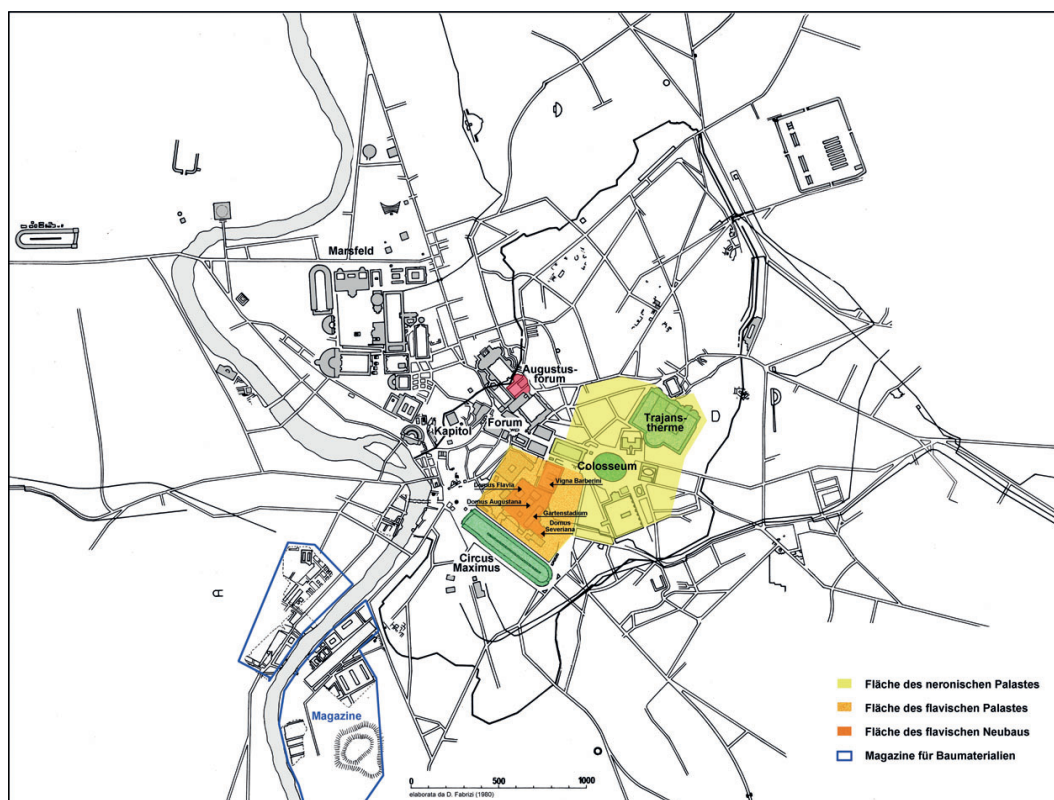 Marsfeld
Augustus-
forum
Kapitol
Forum
Trajans-
therme
D
Colosseum
Domus Flavia
Vigna Barberini
Domus Augustana
Gartenstadium
Domus
Severiana
Circus
Maximus
Magazine
Fläche des neronischen Palastes
Fläche des flavischen Palastes
Fläche des flavischen Neubaus
Magazine für Baumaterialien
0
500
1000
elaborata da D. Fabrizi (1980)